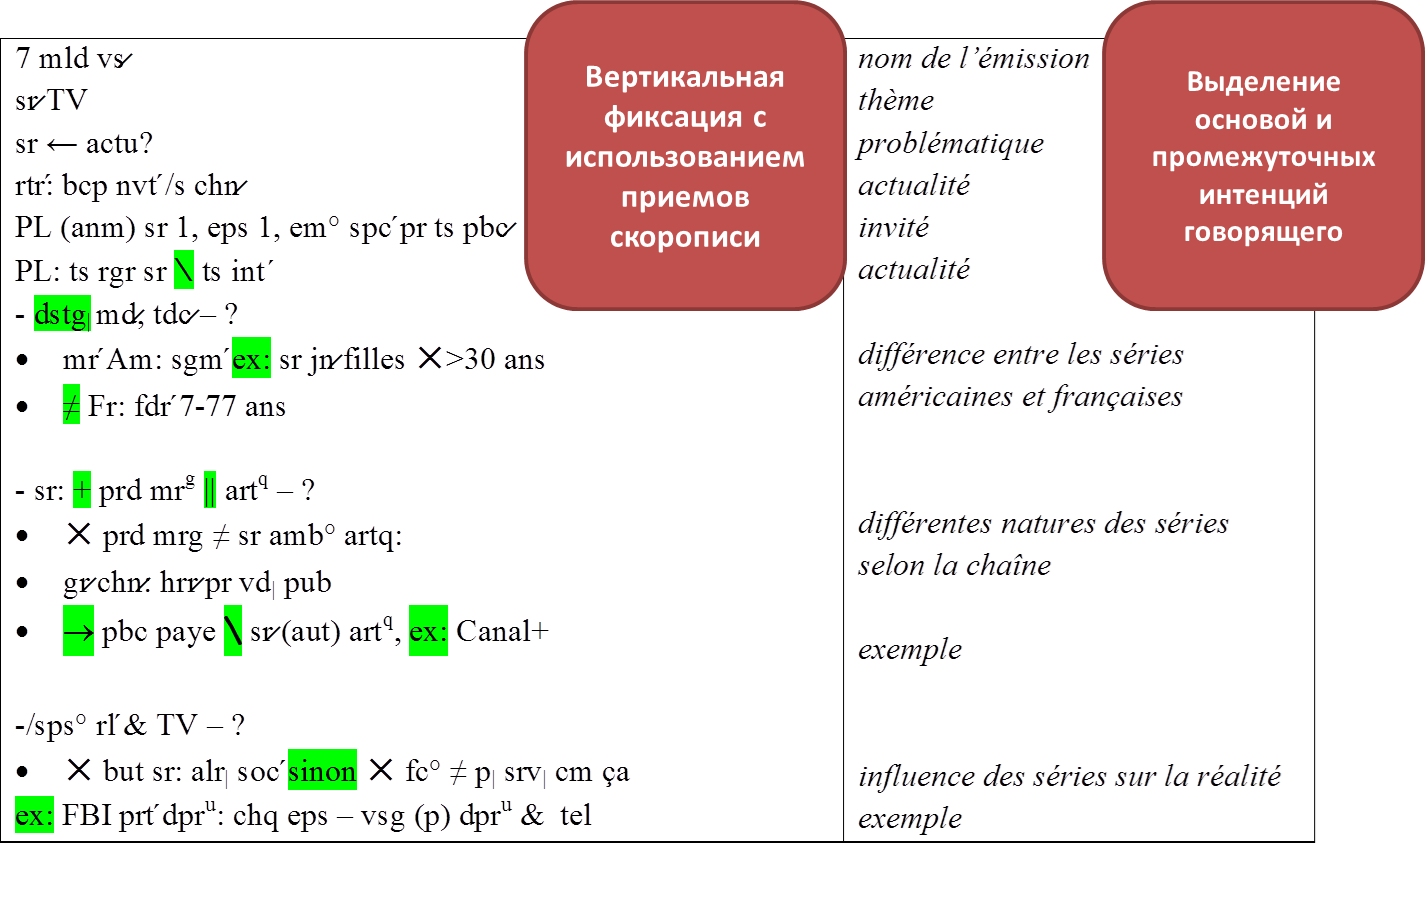 7 mld vs✓
sr✓TV
sr ← actu?
rtr´: bcp nvt´/s chn✓
PL (anm) sr 1, eps 1, em° spc´pr ts pbc✓
PL: ts rgr sr \ ts int´
- dstg| md✓, tdc✓– ?
• mr´Am: sgm´ex: sr jn✓filles ✕>30 ans
• ≠ Fr: fdr´7-77 ans
- sr: + prd mrᵍ || artq – ?
• ✕ prd mrg ≠ sr amb° artq:
• gr✓chn✓: hrr✓pr vd| pub
• → pbc paye \ sr✓(aut) artq, ex: Canal+
-/sps° rl´& TV – ?
• ✕ but sr: alr| soc´sinon ✕ fc° ≠ p| srv| cm ça
ex: FBI prt´dprᵘ: chq eps – vsg (p) dprᵘ & tel
Вертикальная
фиксация с
использованием
приемов
скорописи
nom de l’émission
thème
problématique
actualité
invité
actualité
différence entre les séries
américaines et françaises
différentes natures des séries
selon la chaîne
exemple
influence des séries sur la réalité
exemple
Выделение
основой и
промежуточных
интенций
говорящего